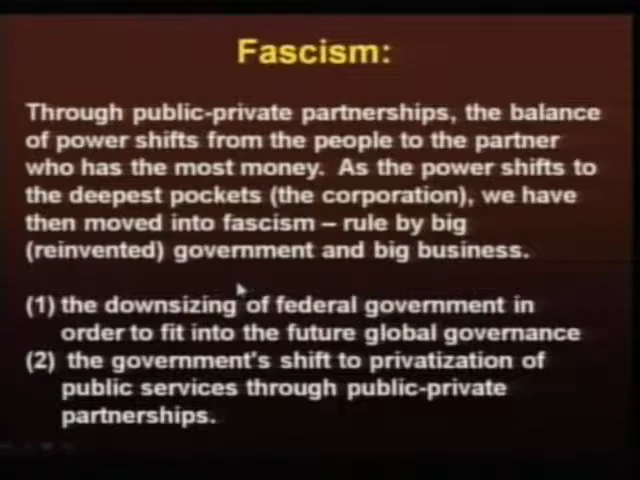 Fascism:
Through public-private partnerships, the balance
of power shifts from the people to the partner
who has the most money.  As the power shifts to
the deepest pockets (the corporation), we have
then moved into fascism – rule by big
(reinvented) government and big business.
(1) the downsizing of federal government in
order to fit into the future global governance
(2)  the government's shift to privatization of
public services through public-private
partnerships.